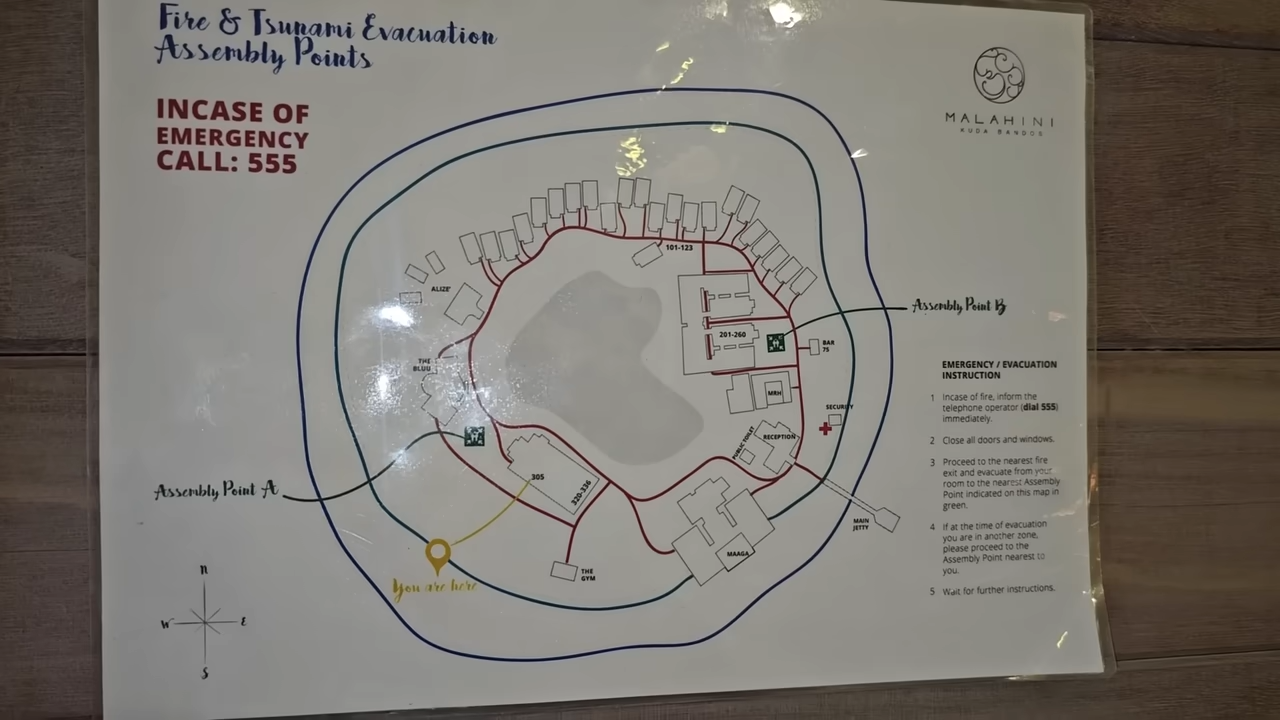 Fire & Tsunami Evacuation
Assembly Points
INCASE OF
EMERGENCY
CALL: 555
MALAHINI
KUDA BANDOS
101-123
ALIZE'
Assembly Point B
201-260
BAR
75
THE
BLUU
MRH
SECURITY
PUBLIC TOILET
RECEPTION
Assembly Point A
305
320-336
MAIN
JETTY
MAAGA
THE
GYM
You are here
N
W
E
S
EMERGENCY / EVACUATION
INSTRUCTION
1 Incase of fire, inform the
telephone operator (dial 555)
immediately.
2 Close all doors and windows.
3 Proceed to the nearest fire
exit and evacuate from your
room to the nearest Assembly
Point indicated on this map in
green.
4 If at the time of evacuation
you are in another zone,
please proceed to the
Assembly Point nearest to
you.
5 Wait for further instructions.